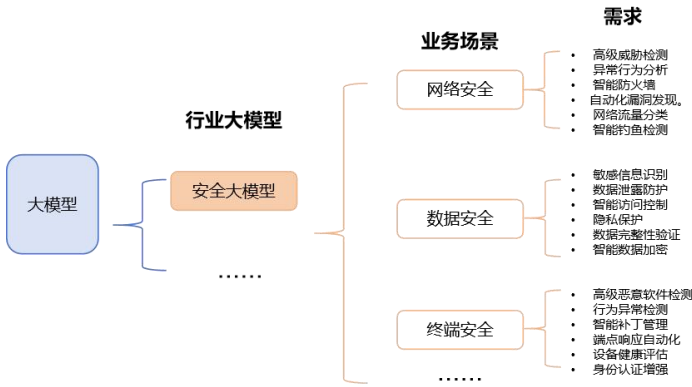 需求
业务场景
行业大模型
大模型
安全大模型
......
网络安全
• 高级威胁检测
• 异常行为分析
• 智能防火墙
• 自动化漏洞发现。
• 网络流量分类
• 智能钓鱼检测
数据安全
• 敏感信息识别
• 数据泄露防护
• 智能访问控制
• 隐私保护
• 数据完整性验证
• 智能数据加密
终端安全
• 高级恶意软件检测
• 行为异常检测
• 智能补丁管理
• 端点响应自动化
• 设备健康评估
• 身份认证增强
......